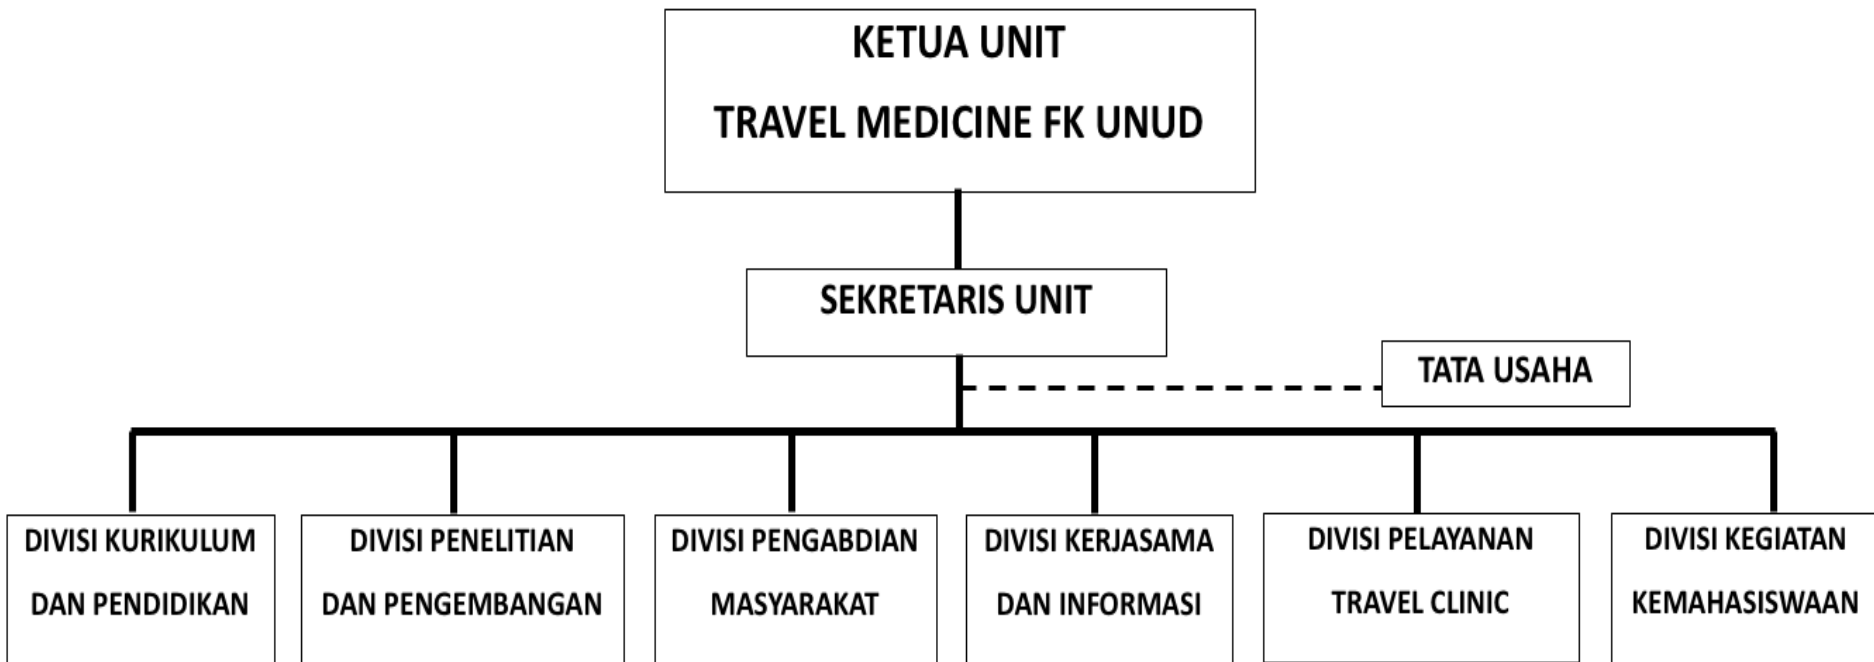 KETUA UNIT
TRAVEL MEDICINE FK UNUD
SEKRETARIS UNIT
TATA USAHA
DIVISI KURIKULUM
DAN PENDIDIKAN
DIVISI PENELITIAN
DAN PENGEMBANGAN
DIVISI PENGABDIAN
MASYARAKAT
DIVISI KERJASAMA
DAN INFORMASI
DIVISI PELAYANAN
TRAVEL CLINIC
DIVISI KEGIATAN
KEMAHASISWAAN